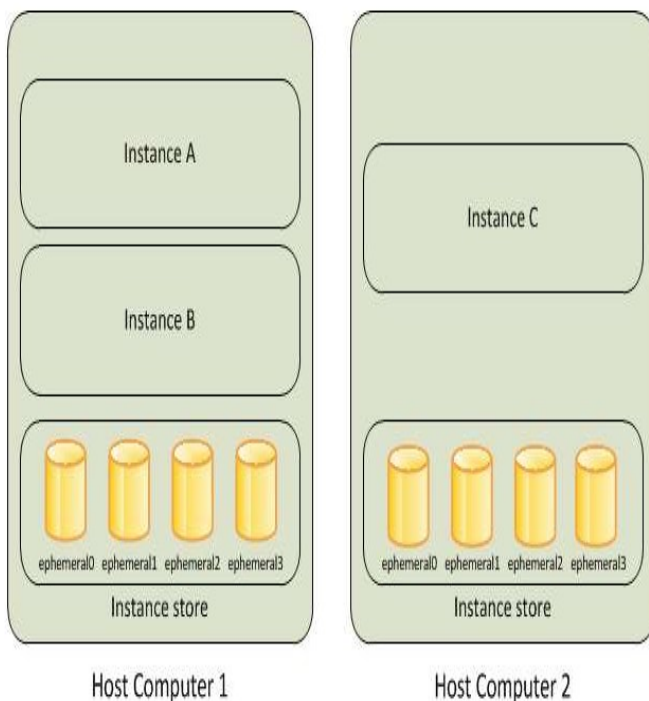 Instance A
Instance B
ephemeral0 ephemeral1 ephemeral2 ephemeral3
Instance store
Host Computer 1
Instance C
ephemeral0 ephemeral1 ephemeral2 ephemeral3
Instance store
Host Computer 2